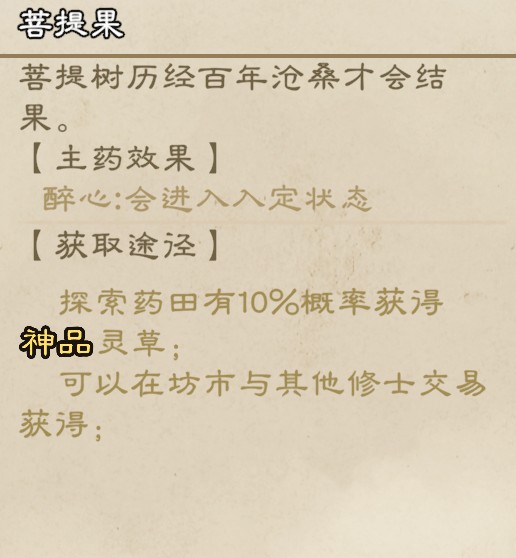 菩提果
菩提树历经百年沧桑才会结
果。
【主药效果】
醉心:会进入入定状态
【获取途径】
探索药田有10%概率获得
神品灵草；
可以在坊市与其他修士交易
获得；